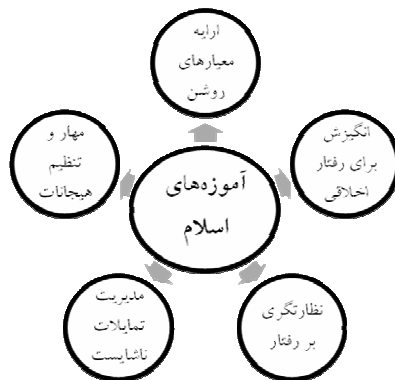 ارایه
معیارهای
روشن
انگیزش
برای رفتار
اخلاقی
مهار و
تنظیم
هیجانات
آموزه‌های
اسلام
نظارتگری
بر رفتار
مدیریت
تمایلات
ناشایست